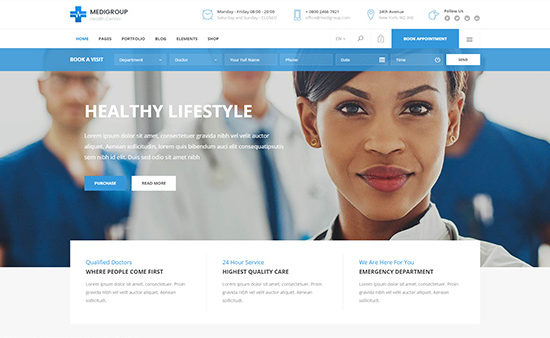 MEDIGROUP
Health Center
Monday - Friday 08:00 - 20:00
Saturday and Sunday - CLOSED
+ 0800 2466 7921
office@medigroup.com
24th Avenue
New York, NO 266
Follow Us
HOME PAGES PORTFOLIO BLOG ELEMENTS SHOP
EN
BOOK APPOINTMENT
BOOK A VISIT Department Doctor Your Full Name Phone Date Time SEND
HEALTHY LIFESTYLE
Lorem ipsum dolor sit amet, consectetuer gravida nibh vel velit auctor
aliquet. Aenean sollicitudin, lorem quis bibendum auci elit consequatipsutis
sem nibh id elit. Duis sed odio sit amet nibh
PURCHASE READ MORE
Qualified Doctors
WHERE PEOPLE COME FIRST
Lorem ipsum dolor sit amet, consectetuer. Proin
gravida nibh vel velit auctor aliquet. Aenean
sollicitudi.
24 Hour Service
HIGHEST QUALITY CARE
Lorem ipsum dolor sit amet, consectetuer. Proin
gravida nibh vel velit auctor aliquet. Aenean
sollicitudi.
We Are Here For You
EMERGENCY DEPARTMENT
Lorem ipsum dolor sit amet, consectetuer. Proin
gravida nibh vel velit auctor aliquet. Aenean
sollicitudi.